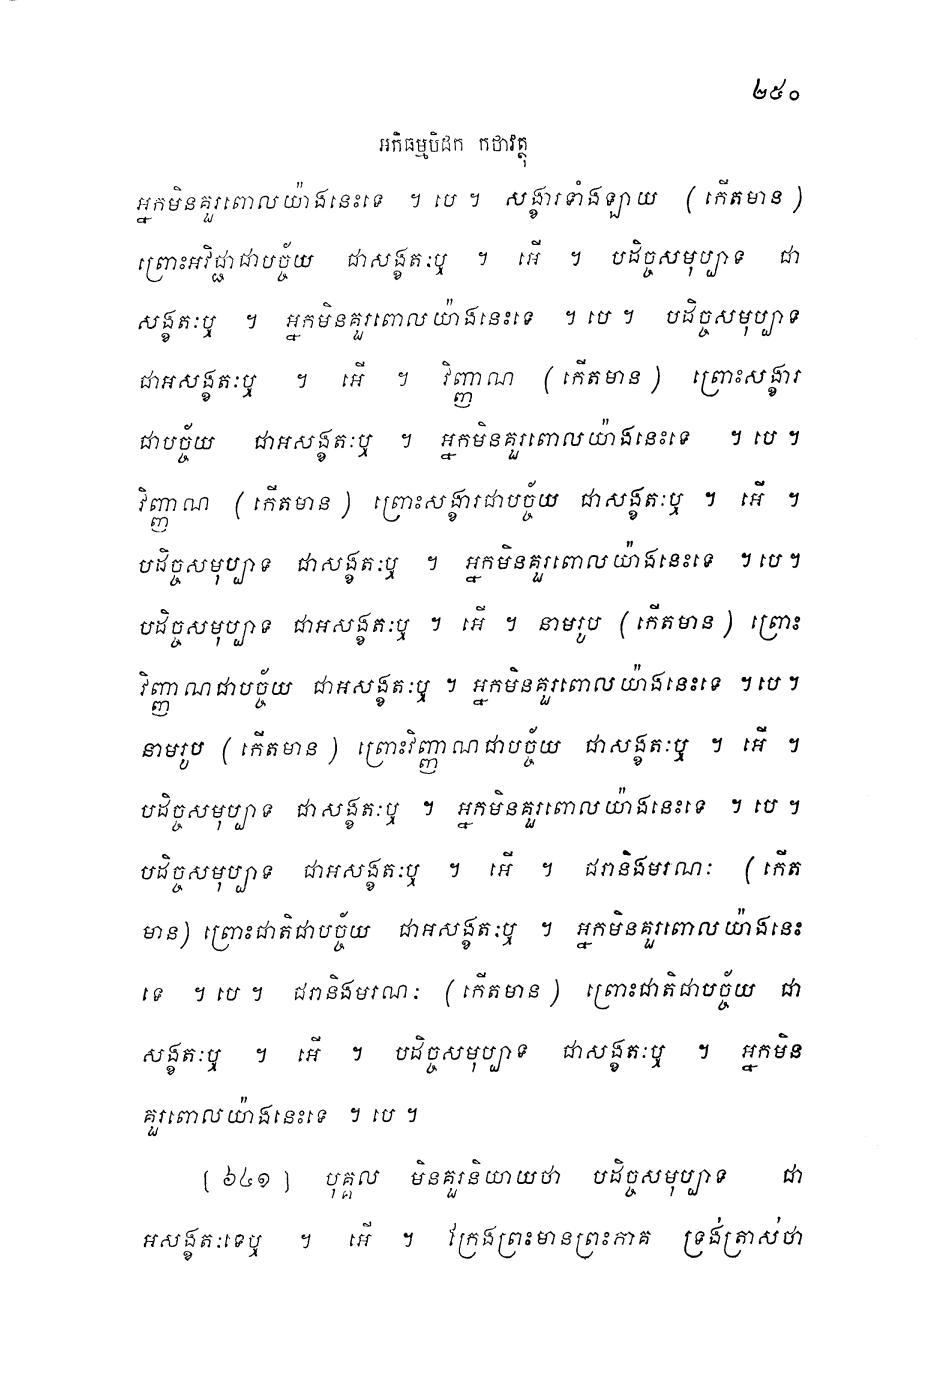 ២៥០
អភិធម្មបិដក កថាវត្ថុ
អ្នកមិនគួរពោលយ៉ាងនេះទេ ។ បេ ។ សង្ខារទាំងឡាយ (កើតមាន)
ព្រោះអវិជ្ជាជាបច្ច័យ ជាសង្ខតៈឬ ។ អើ ។ បដិច្ចសមុប្បាទ ជា
សង្ខតៈឬ ។ អ្នកមិនគួរពោលយ៉ាងនេះទេ ។ បេ ។ បដិច្ចសមុប្បាទ
ជាអសង្ខតៈឬ ។ អើ ។ វិញ្ញាណ (កើតមាន) ព្រោះសង្ខារ
ជាបច្ច័យ ជាអសង្ខតៈឬ ។ អ្នកមិនគួរពោលយ៉ាងនេះទេ ។ បេ ។
វិញ្ញាណ (កើតមាន) ព្រោះសង្ខារជាបច្ច័យ ជាសង្ខតៈឬ ។ អើ ។
បដិច្ចសមុប្បាទ ជាសង្ខតៈឬ ។ អ្នកមិនគួរពោលយ៉ាងនេះទេ ។ បេ ។
បដិច្ចសមុប្បាទ ជាអសង្ខតៈឬ ។ អើ ។ នាមរូប (កើតមាន) ព្រោះ
វិញ្ញាណជាបច្ច័យ ជាអសង្ខតៈឬ ។ អ្នកមិនគួរពោលយ៉ាងនេះទេ ។ បេ ។
នាមរូប (កើតមាន) ព្រោះវិញ្ញាណជាបច្ច័យ ជាសង្ខតៈឬ ។ អើ ។
បដិច្ចសមុប្បាទ ជាសង្ខតៈឬ ។ អ្នកមិនគួរពោលយ៉ាងនេះទេ ។ បេ ។
បដិច្ចសមុប្បាទ ជាអសង្ខតៈឬ ។ អើ ។ ជរានិងមរណៈ (កើត
មាន) ព្រោះជាតិជាបច្ច័យ ជាអសង្ខតៈឬ ។ អ្នកមិនគួរពោលយ៉ាងនេះ
ទេ ។ បេ ។ ជរានិងមរណៈ (កើតមាន) ព្រោះជាតិជាបច្ច័យ ជា
សង្ខតៈឬ ។ អើ ។ បដិច្ចសមុប្បាទ ជាសង្ខតៈឬ ។ អ្នកមិន
គួរពោលយ៉ាងនេះទេ ។ បេ ។
[៦៤១] បុគ្គល មិនគួរនិយាយថា បដិច្ចសមុប្បាទ ជា
អសង្ខតៈទេឬ ។ អើ ។ ក្រែងព្រះមានព្រះភាគ ទ្រង់ត្រាស់ថា